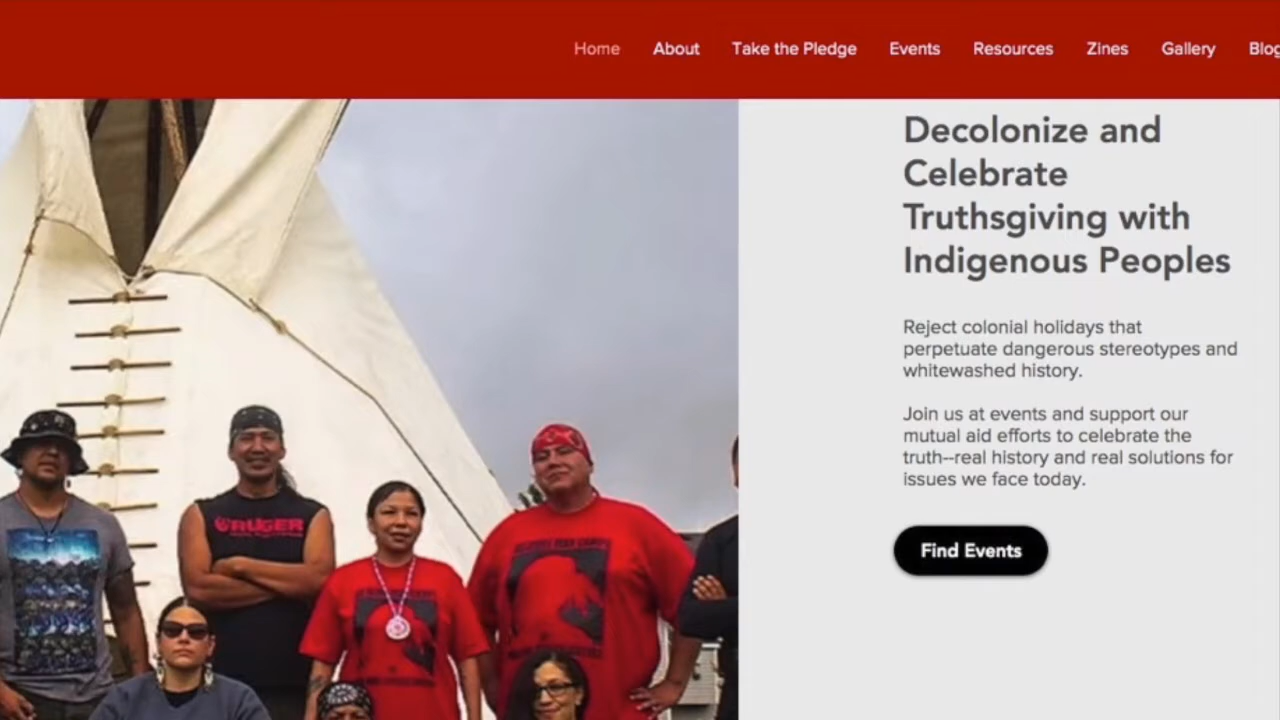 Home About Take the Pledge Events Resources Zines Gallery Blog
Decolonize and
Celebrate
Truthsgiving with
Indigenous Peoples
Reject colonial holidays that
perpetuate dangerous stereotypes and
whitewashed history.
Join us at events and support our
mutual aid efforts to celebrate the
truth--real history and real solutions for
issues we face today.
Find Events
RUGER